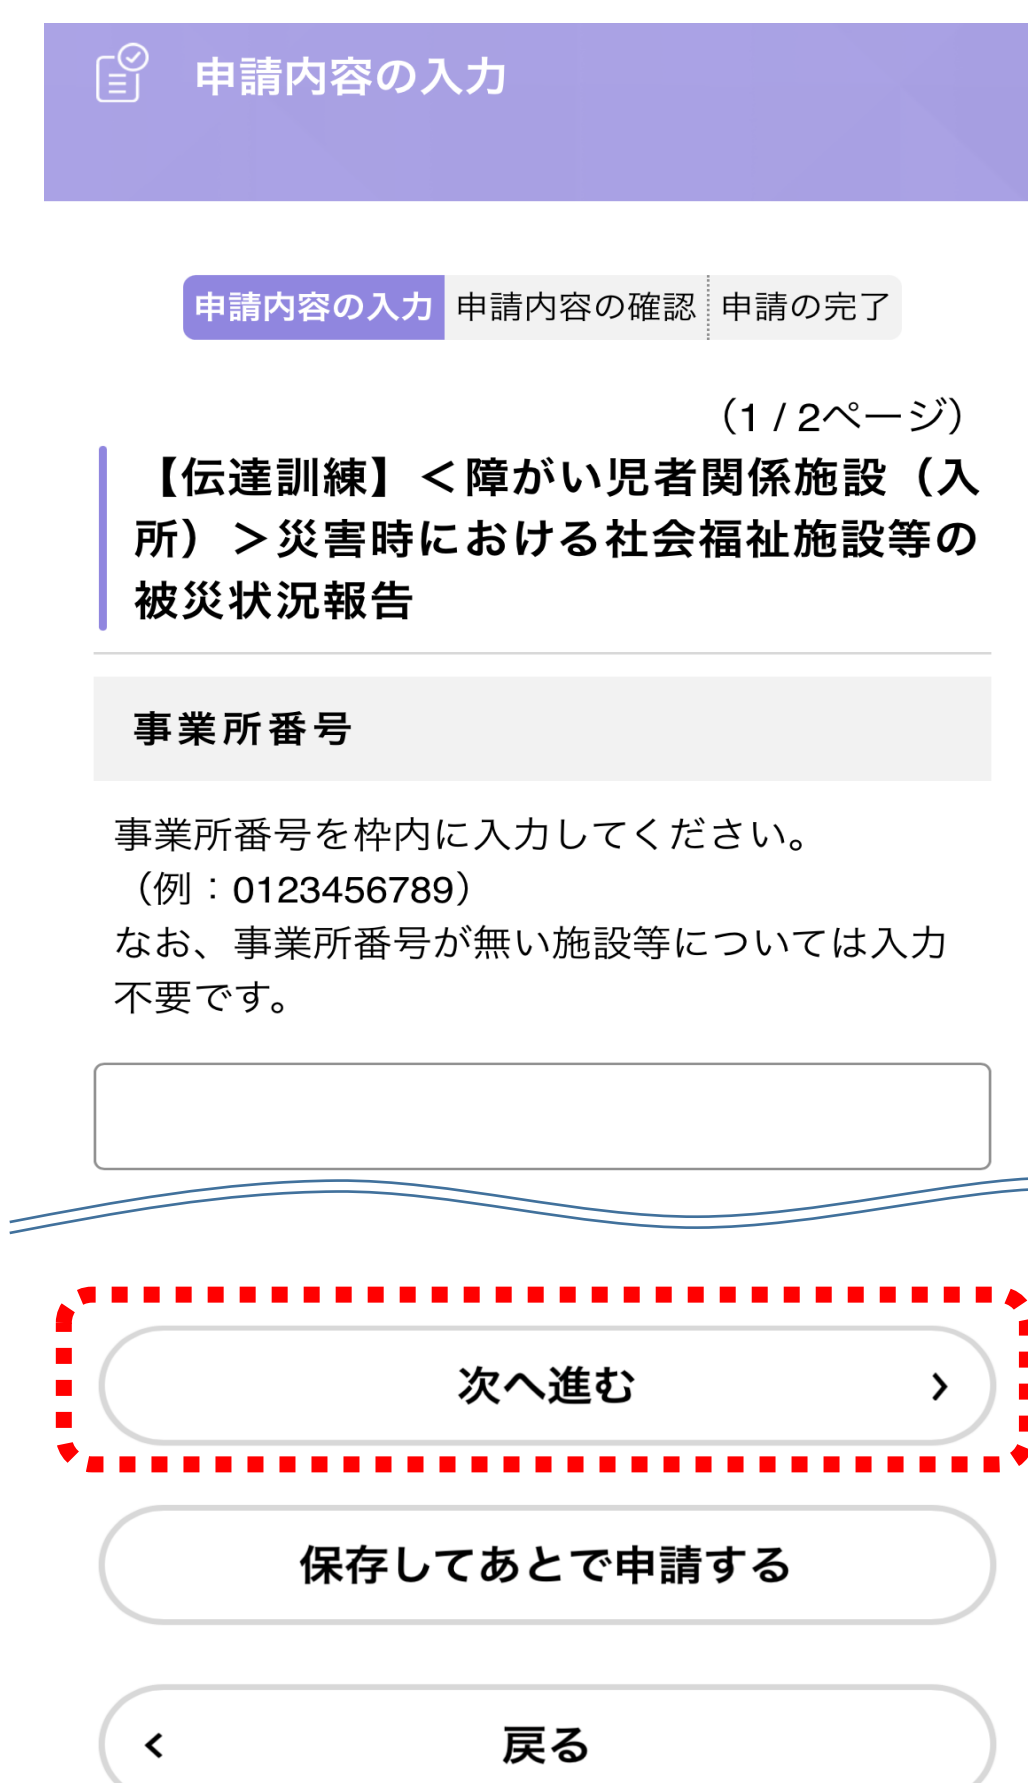 申請内容の入力
申請内容の入力 申請内容の確認 申請の完了
（1 / 2ページ）
【伝達訓練】＜障がい児者関係施設（入
所）＞災害時における社会福祉施設等の
被災状況報告
事業所番号
事業所番号を枠内に入力してください。
（例：0123456789）
なお、事業所番号が無い施設等については入力
不要です。
次へ進む
保存してあとで申請する
戻る